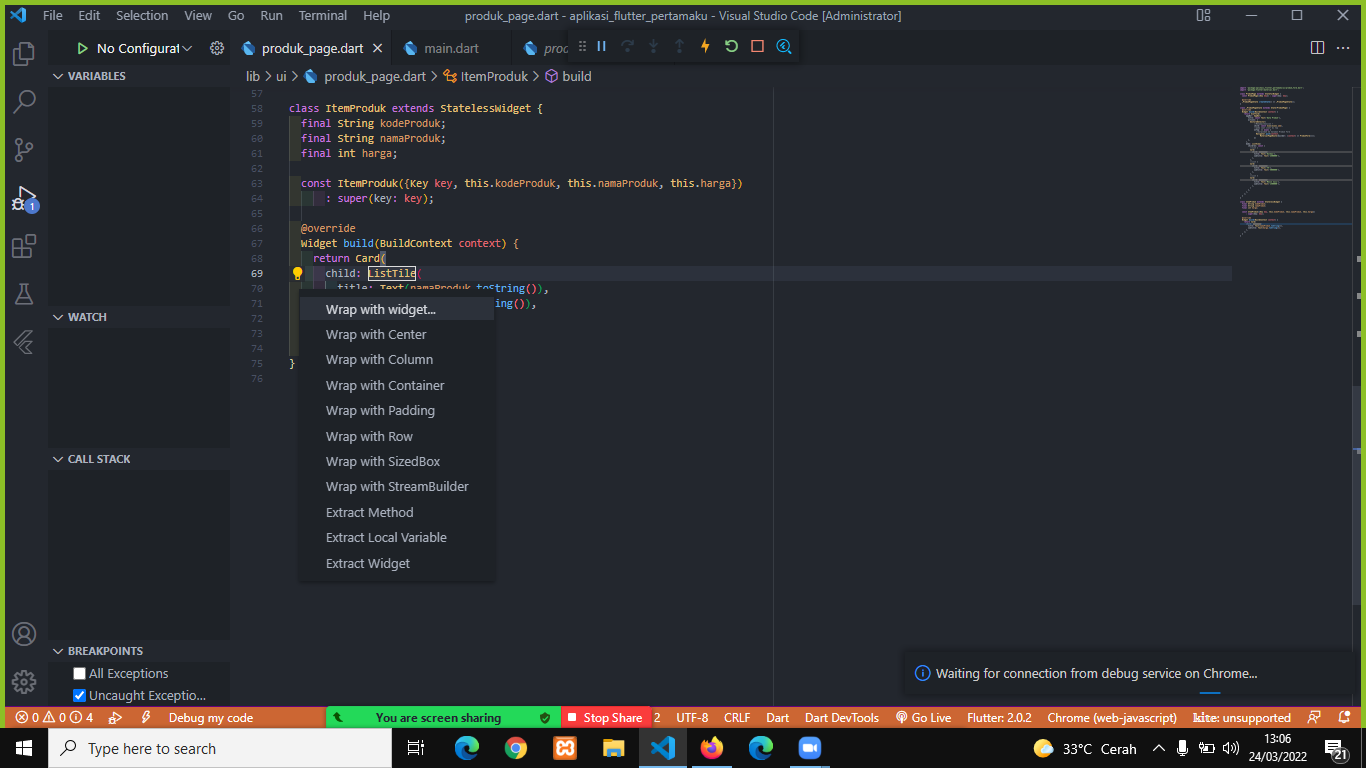 File Edit Selection View Go Run Terminal Help
produk_page.dart - aplikasi_flutter_pertamaku - Visual Studio Code [Administrator]
No Configurat
produk_page.dart
main.dart
VARIABLES
lib > ui > produk_page.dart > ItemProduk > build
57
58 class ItemProduk extends StatelessWidget {
59 final String kodeProduk;
60 final String namaProduk;
61 final int harga;
62
63 const ItemProduk({Key key, this.kodeProduk, this.namaProduk, this.harga})
64 : super(key: key);
65
66 @override
67 Widget build(BuildContext context) {
68 return Card(
69 child: ListTile(
70 title: Text(namaProduk.toString()),
71 ing()),
72
73
74
75 }
76
Wrap with widget...
Wrap with Center
Wrap with Column
Wrap with Container
Wrap with Padding
Wrap with Row
Wrap with SizedBox
Wrap with StreamBuilder
Extract Method
Extract Local Variable
Extract Widget
1
WATCH
CALL STACK
BREAKPOINTS
All Exceptions
Uncaught Exceptio...
Waiting for connection from debug service on Chrome...
0 0 4 Debug my code
You are screen sharing
Stop Share
2 UTF-8 CRLF Dart Dart DevTools Go Live Flutter: 2.0.2 Chrome (web-javascript) kite: unsupported
Type here to search
33°C Cerah
13:06
24/03/2022
21